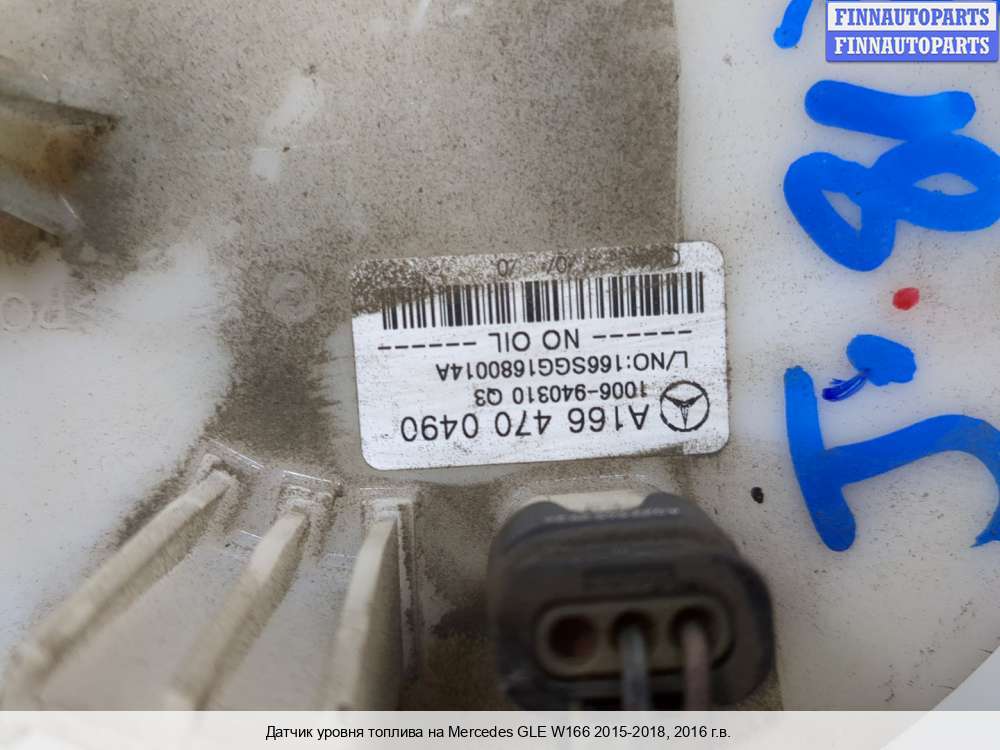 FINNAUTOPARTS
FINNAUTOPARTS
A166 470 0490
1006-940310 Q3
L/NO:166SGG1680014A
------ NO OIL ------
Датчик уровня топлива на Mercedes GLE W166 2015-2018, 2016 г.в.